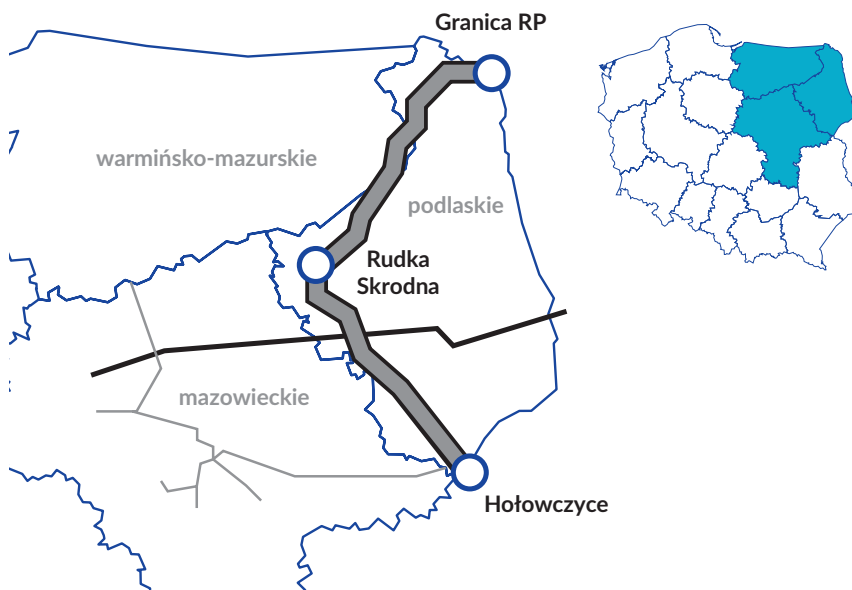 Granica RP
warmińsko-mazurskie
podlaskie
Rudka
Skrodna
mazowieckie
Hołowczyce